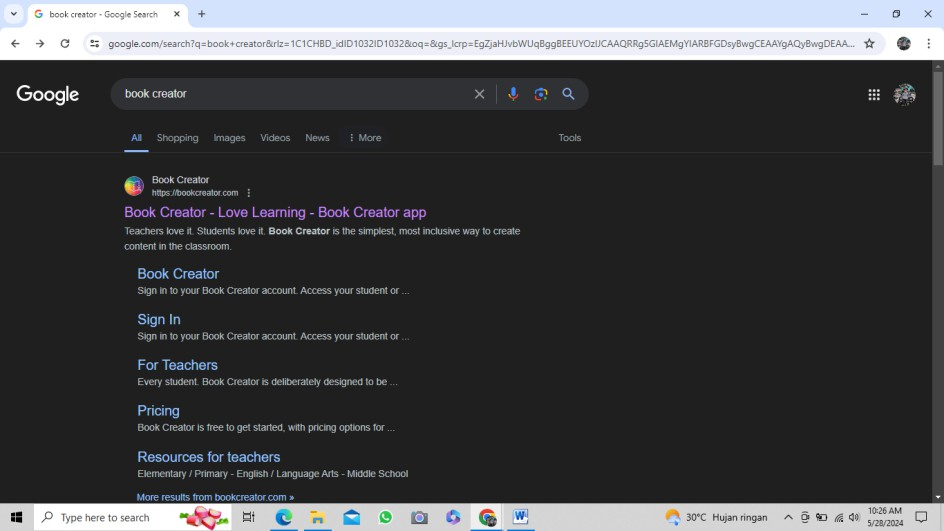 book creator - Google Search
google.com/search?q=book+creator&rlz=1C1CHBD_idID1032ID1032&oq=&gs_lcrp=EgZjaHJvbWUqBggBEEUYOzIJCAAQRRg5GIAEMgYIARBFGDsyBwgCEAAYgAQyBwgDEAA...
Google
book creator
All Shopping Images Videos News More Tools
Book Creator
https://bookcreator.com
Book Creator - Love Learning - Book Creator app
Teachers love it. Students love it. Book Creator is the simplest, most inclusive way to create
content in the classroom.
Book Creator
Sign in to your Book Creator account. Access your student or ...
Sign In
Sign in to your Book Creator account. Access your student or ...
For Teachers
Every student. Book Creator is deliberately designed to be ...
Pricing
Book Creator is free to get started, with pricing options for ...
Resources for teachers
Elementary / Primary - English / Language Arts - Middle School
More results from bookcreator.com »
Type here to search
30°C Hujan ringan
10:26 AM
5/28/2024